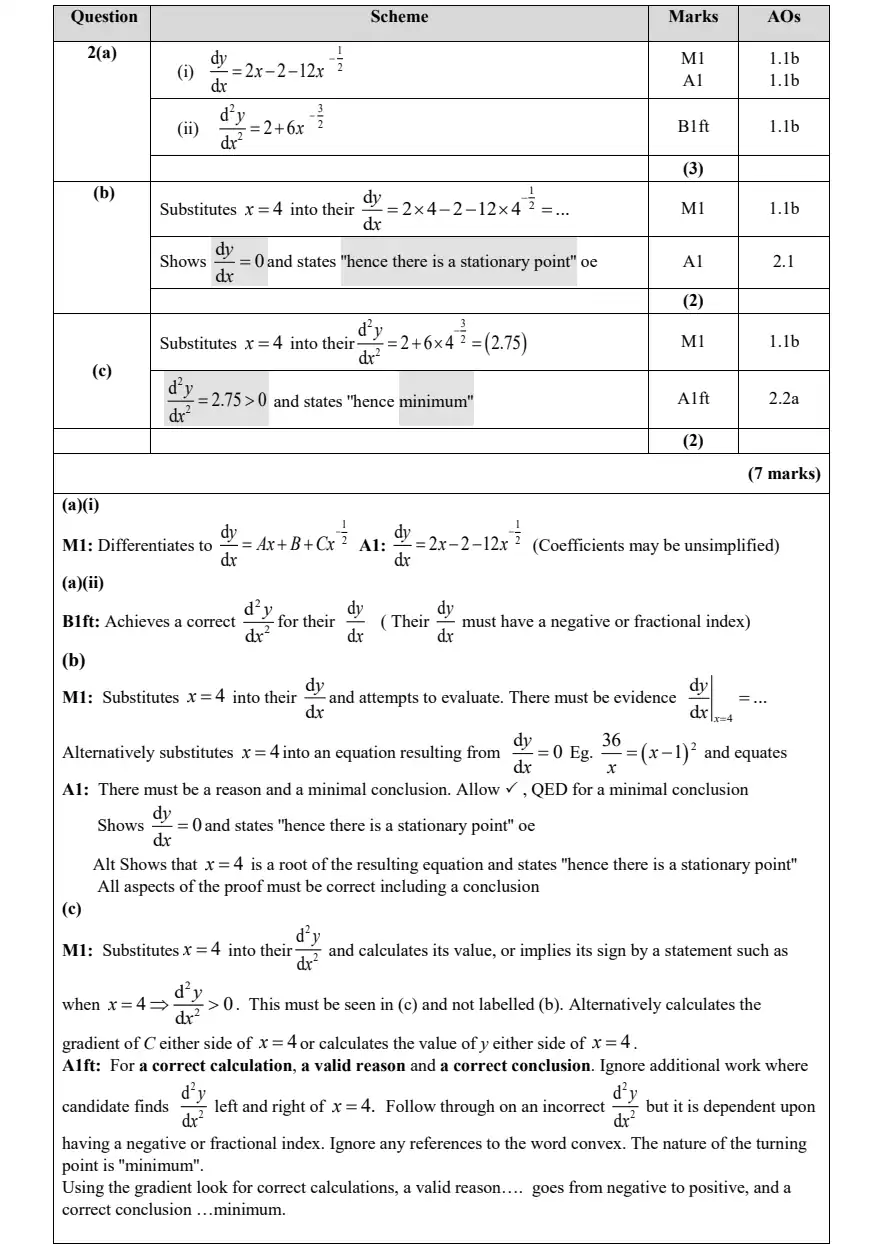 Question Scheme Marks AOs
2(a) (i) dy/dx = 2x − 2 − 12x^(−1/2) M1 1.1b
A1 1.1b
(ii) d²y/dx² = 2 + 6x^(−3/2) B1ft 1.1b
(3)
(b) Substitutes x = 4 into their dy/dx = 2×4 − 2 − 12×4^(−1/2) = ... M1 1.1b
Shows dy/dx = 0 and states "hence there is a stationary point" oe A1 2.1
(2)
(c) Substitutes x = 4 into their d²y/dx² = 2 + 6×4^(−3/2) = (2.75) M1 1.1b
d²y/dx² = 2.75 > 0 and states "hence minimum" A1ft 2.2a
(2)
(7 marks)
(a)(i)
M1: Differentiates to dy/dx = Ax + B + Cx^(−1/2) A1: dy/dx = 2x − 2 − 12x^(−1/2) (Coefficients may be unsimplified)
(a)(ii)
B1ft: Achieves a correct d²y/dx² for their dy/dx ( Their dy/dx must have a negative or fractional index)
(b)
M1: Substitutes x = 4 into their dy/dx and attempts to evaluate. There must be evidence dy/dx|x=4 = ...
Alternatively substitutes x = 4 into an equation resulting from dy/dx = 0 Eg. 36/x = (x − 1)² and equates
A1: There must be a reason and a minimal conclusion. Allow ✓ , QED for a minimal conclusion
Shows dy/dx = 0 and states "hence there is a stationary point" oe
Alt Shows that x = 4 is a root of the resulting equation and states "hence there is a stationary point"
All aspects of the proof must be correct including a conclusion
(c)
M1: Substitutes x = 4 into their d²y/dx² and calculates its value, or implies its sign by a statement such as
when x = 4 ⇒ d²y/dx² > 0. This must be seen in (c) and not labelled (b). Alternatively calculates the
gradient of C either side of x = 4 or calculates the value of y either side of x = 4.
A1ft: For a correct calculation, a valid reason and a correct conclusion. Ignore additional work where
candidate finds d²y/dx² left and right of x = 4. Follow through on an incorrect d²y/dx² but it is dependent upon
having a negative or fractional index. Ignore any references to the word convex. The nature of the turning
point is "minimum".
Using the gradient look for correct calculations, a valid reason…. goes from negative to positive, and a
correct conclusion …minimum.